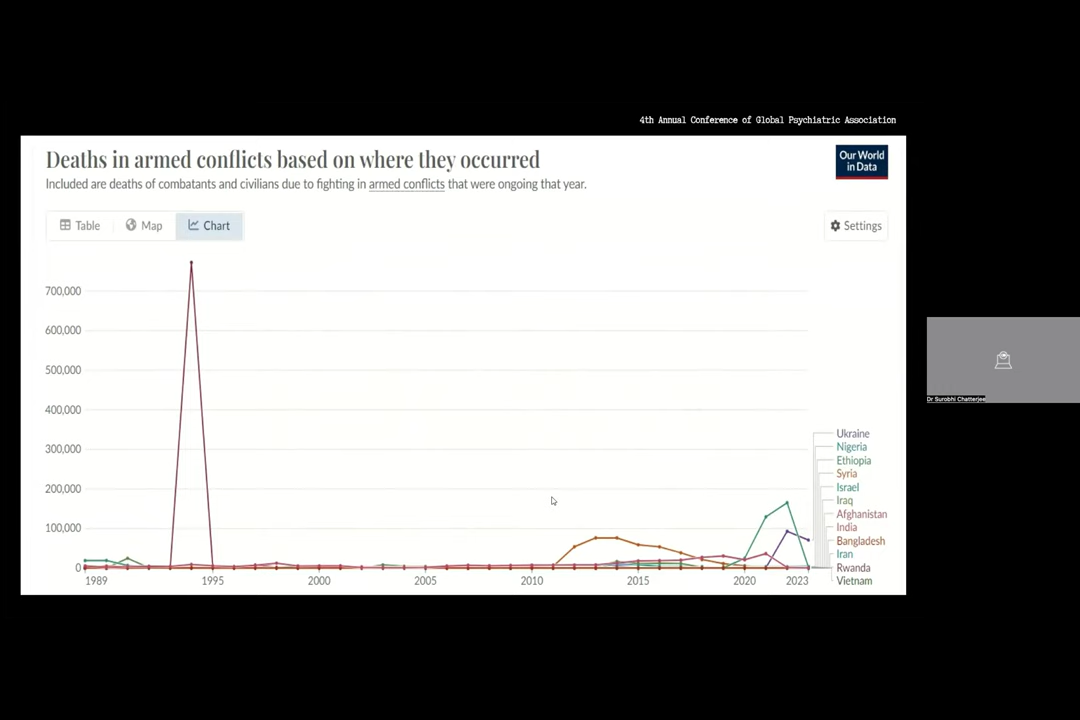 4th Annual Conference of Global Psychiatric Association
Deaths in armed conflicts based on where they occurred
Our World
in Data
Included are deaths of combatants and civilians due to fighting in armed conflicts that were ongoing that year.
Table
Map
Chart
Settings
700,000
600,000
500,000
400,000
300,000
200,000
100,000
0
1989
1995
2000
2005
2010
2015
2020
2023
Ukraine
Nigeria
Ethiopia
Syria
Israel
Iraq
Afghanistan
India
Bangladesh
Iran
Rwanda
Vietnam
Dr Surobhi Chatterjee